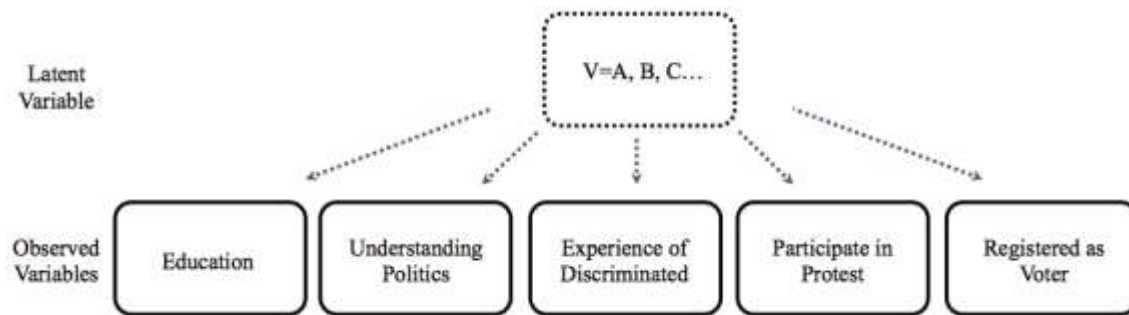 Latent
Variable
V=A, B, C…
Observed
Variables
Education
Understanding
Politics
Experience of
Discriminated
Participate in
Protest
Registered as
Voter